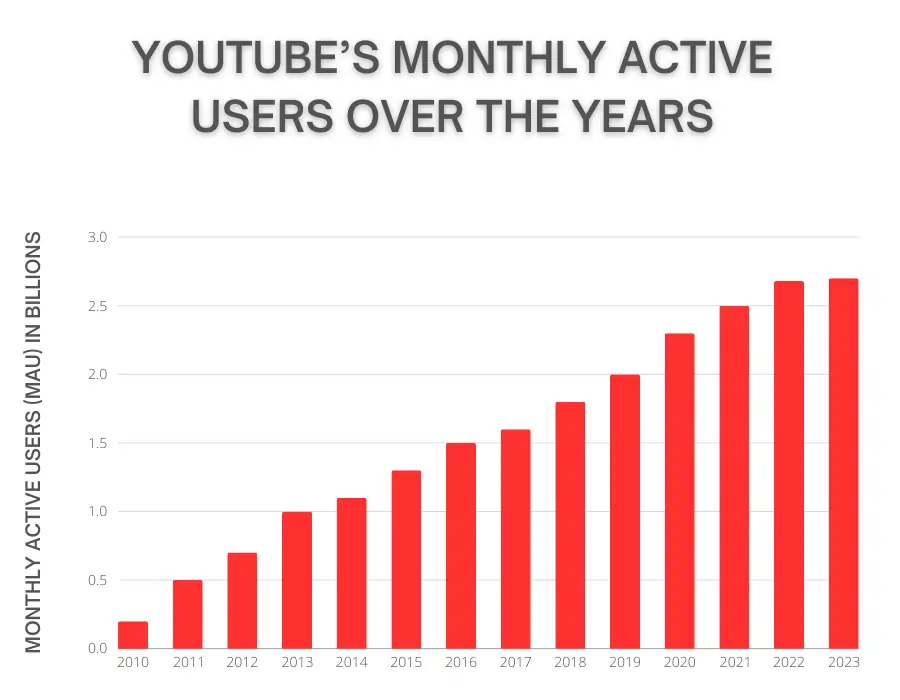 YOUTUBE’S MONTHLY ACTIVE
USERS OVER THE YEARS
MONTHLY ACTIVE USERS (MAU) IN BILLIONS
3.0
2.5
2.0
1.5
1.0
0.5
0.0
2010 2011 2012 2013 2014 2015 2016 2017 2018 2019 2020 2021 2022 2023